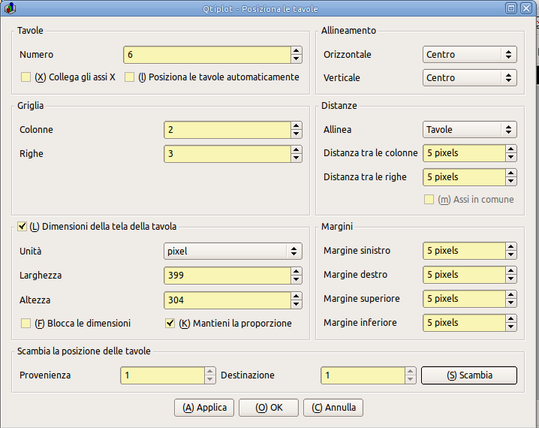 Qtiplot - Posiziona le tavole
Tavole
Numero 6
(X) Collega gli assi X (J) Posiziona le tavole automaticamente
Allineamento
Orizzontale Centro
Verticale Centro
Griglia
Colonne 2
Righe 3
Distanze
Allinea Tavole
Distanza tra le colonne 5 pixels
Distanza tra le righe 5 pixels
(m) Assi in comune
(L) Dimensioni della tela della tavola
Unità pixel
Larghezza 399
Altezza 304
(F) Blocca le dimensioni (K) Mantieni la proporzione
Margini
Margine sinistro 5 pixels
Margine destro 5 pixels
Margine superiore 5 pixels
Margine inferiore 5 pixels
Scambia la posizione delle tavole
Provenienza 1 Destinazione 1 (S) Scambia
(A) Applica (O) OK (C) Annulla